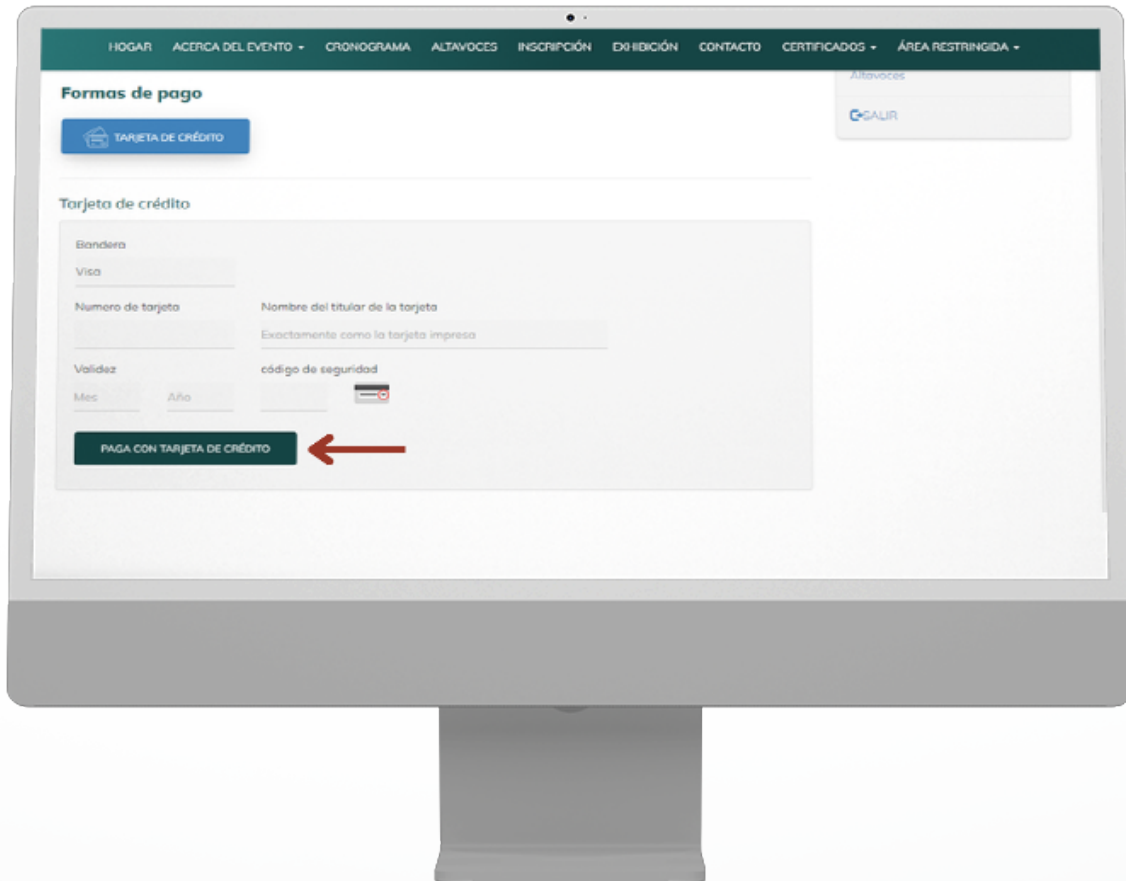 HOGAR ACERCA DEL EVENTO CRONOGRAMA ALTAVOCES INSCRIPCIÓN EXHIBICIÓN CONTACTO CERTIFICADOS ÁREA RESTRINGIDA
Altavoces
SALIR
Formas de pago
TARJETA DE CRÉDITO
Tarjeta de crédito
Bandera
Visa
Numero de tarjeta Nombre del titular de la tarjeta
Exactamente como la tarjeta impresa
Validez código de seguridad
Mes Año
PAGA CON TARJETA DE CRÉDITO